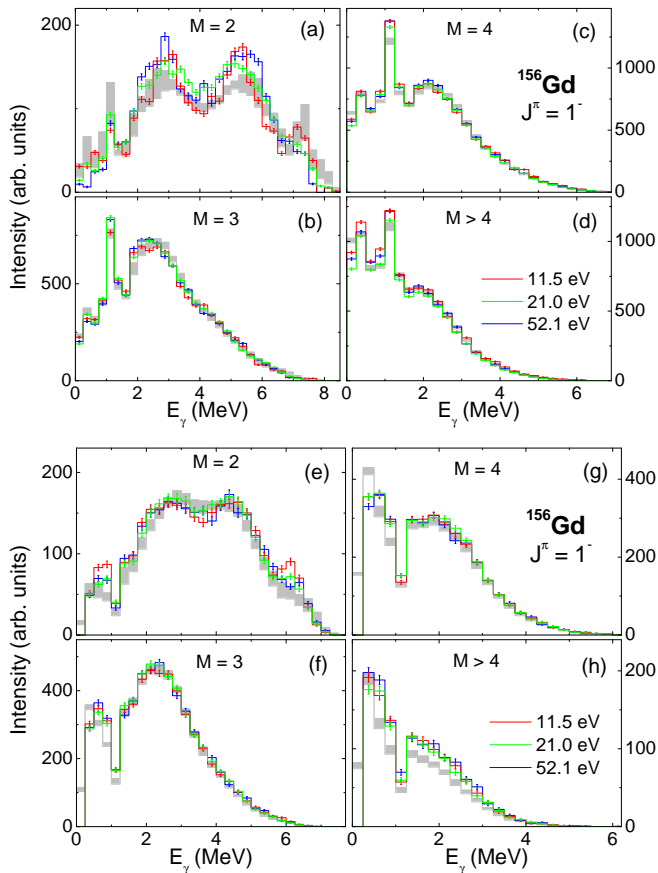 M = 2
(a)
200
100
0
Intensity (arb. units)
M = 4
(c)
¹⁵⁶Gd
Jπ = 1-
1000
500
0
M = 3
(b)
500
0
0 2 4 6 8
Eγ (MeV)
M > 4
(d)
11.5 eV
21.0 eV
52.1 eV
1000
500
0
0 2 4 6
Eγ (MeV)
M = 2
(e)
200
100
0
Intensity (arb. units)
M = 4
(g)
¹⁵⁶Gd
Jπ = 1-
400
200
0
M = 3
(f)
400
200
0
0 2 4 6
Eγ (MeV)
M > 4
(h)
11.5 eV
21.0 eV
52.1 eV
200
100
0
0 2 4 6
Eγ (MeV)